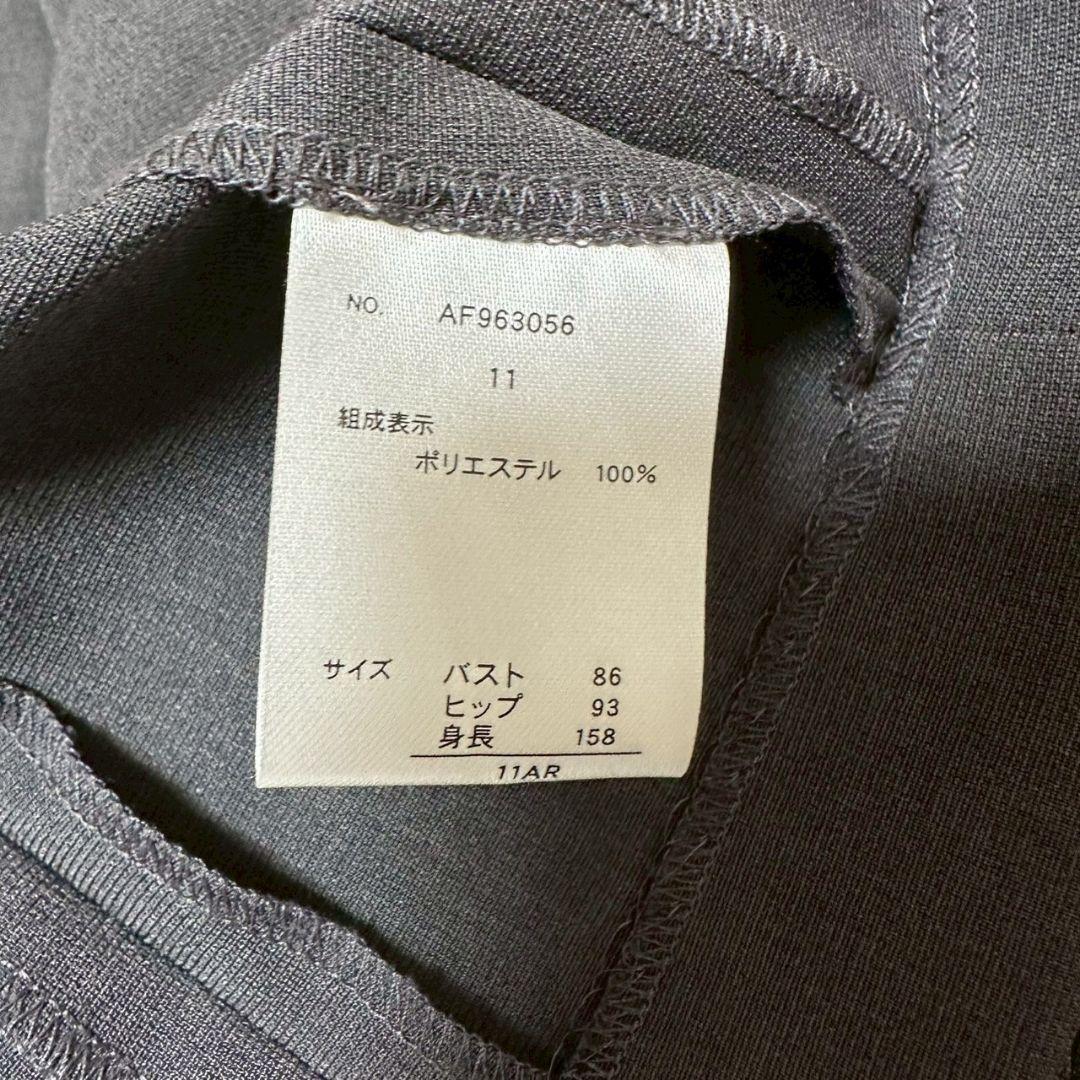 NO. AF963056
11
組成表示
ポリエステル 100%
サイズ バスト 86
ヒップ 93
身長 158
11AR